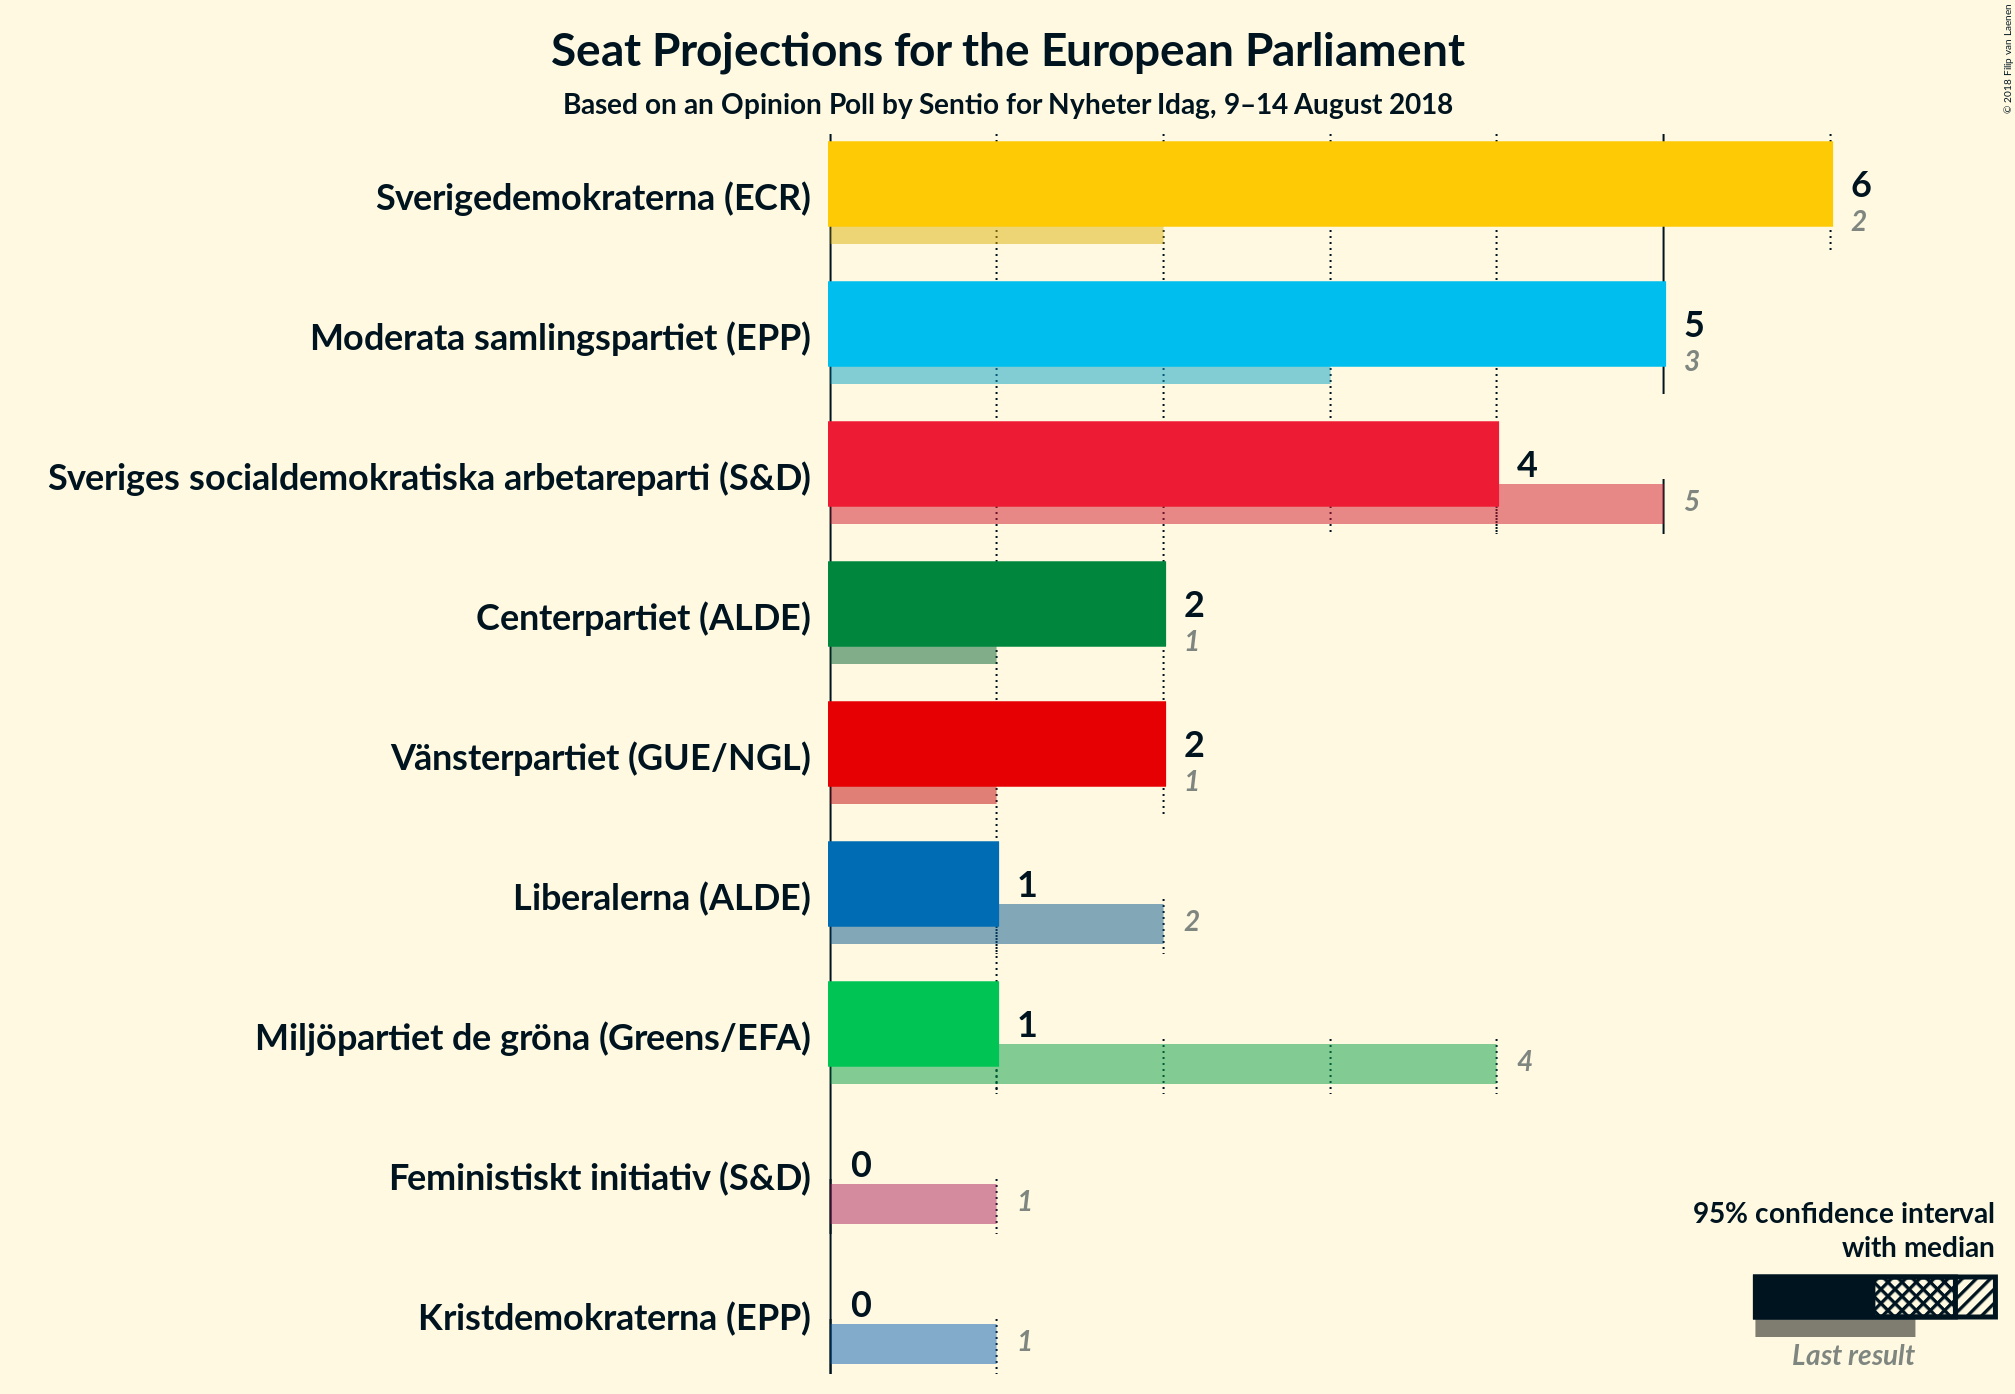 Seat Projections for the European Parliament
Based on an Opinion Poll by Sentio for Nyheter Idag, 9–14 August 2018
© 2018 Filip van Laenen
Sverigedemokraterna (ECR)
6
2
Moderata samlingspartiet (EPP)
5
3
Sveriges socialdemokratiska arbetareparti (S&D)
4
5
Centerpartiet (ALDE)
2
1
Vänsterpartiet (GUE/NGL)
2
1
Liberalerna (ALDE)
1
2
Miljöpartiet de gröna (Greens/EFA)
1
4
Feministiskt initiativ (S&D)
0
1
Kristdemokraterna (EPP)
0
1
95% confidence interval
with median
Last result